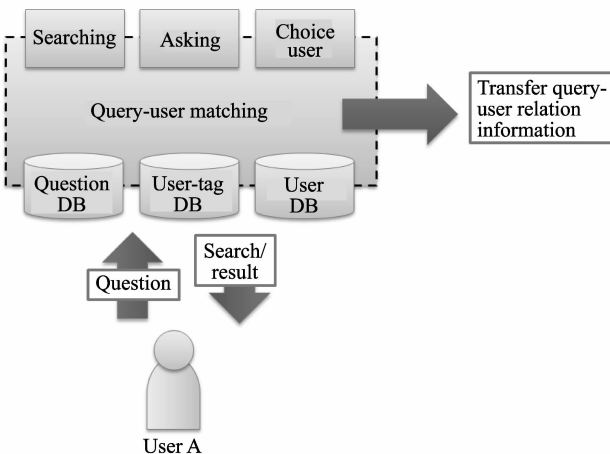 Searching
Asking
Choice
user
Query-user matching
Transfer query-
user relation
information
Question
DB
User-tag
DB
User
DB
Question
Search/
result
User A